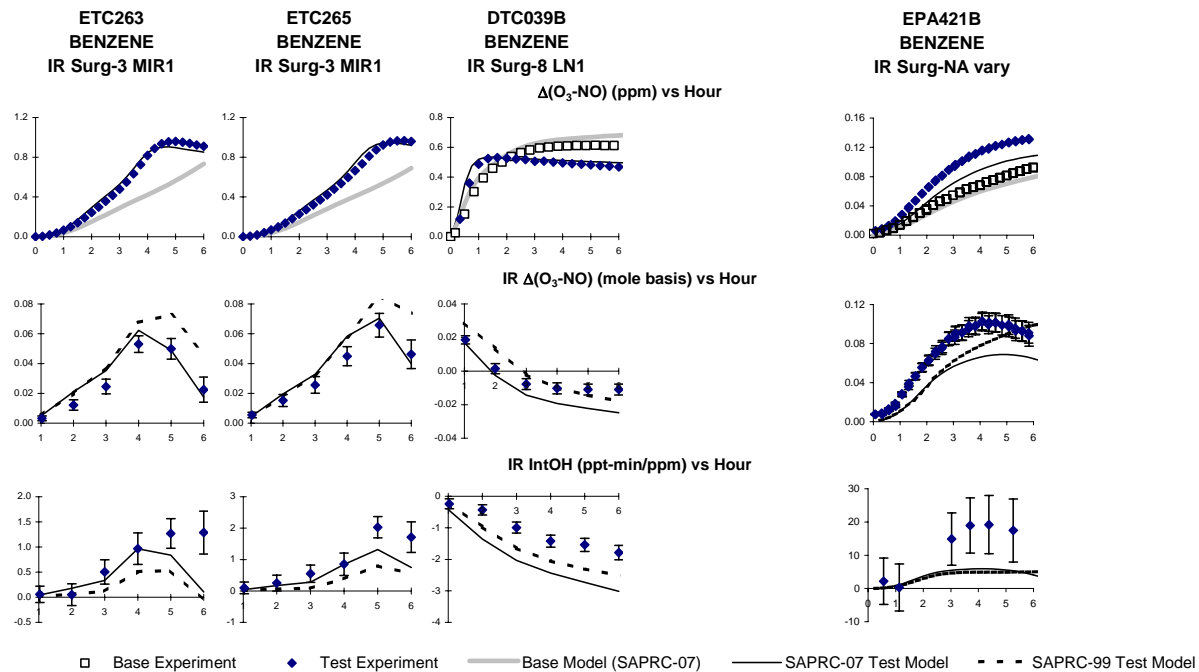 ETC263
BENZENE
IR Surg-3 MIR1
ETC265
BENZENE
IR Surg-3 MIR1
DTC039B
BENZENE
IR Surg-8 LN1
EPA421B
BENZENE
IR Surg-NA vary
Δ(O₃-NO) (ppm) vs Hour
1.2
0.8
0.4
0.0
0 1 2 3 4 5 6
1.2
0.8
0.4
0.0
0 1 2 3 4 5 6
0.8
0.6
0.4
0.2
0.0
0 1 2 3 4 5 6
0.16
0.12
0.08
0.04
0.00
0 1 2 3 4 5 6
IR Δ(O₃-NO) (mole basis) vs Hour
0.08
0.06
0.04
0.02
0.00
1 2 3 4 5 6
0.08
0.06
0.04
0.02
0.00
1 2 3 4 5 6
0.04
0.02
0.00
-0.02
-0.04
1 2 3 4 5 6
0.12
0.08
0.04
0.00
0 1 2 3 4 5 6
IR IntOH (ppt-min/ppm) vs Hour
2.0
1.5
1.0
0.5
0.0
-0.5
1 2 3 4 5 6
3
2
1
0
-1
1 2 3 4 5 6
0
-1
-2
-3
-4
1 2 3 4 5 6
30
20
10
0
-10
0 1 2 3 4 5 6
Base Experiment Test Experiment Base Model (SAPRC-07) SAPRC-07 Test Model SAPRC-99 Test Model